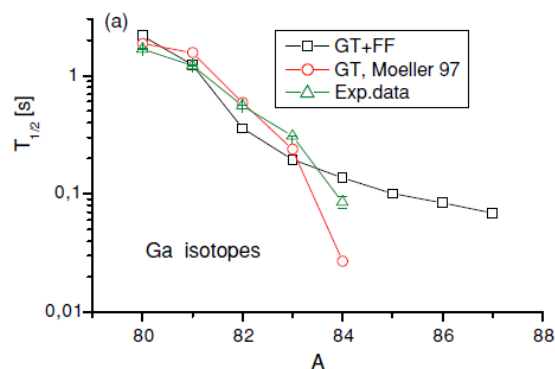 (a)
GT+FF
GT, Moeller 97
Exp.data
1
0,1
0,01
T1/2 [s]
Ga isotopes
80
82
84
86
88
A